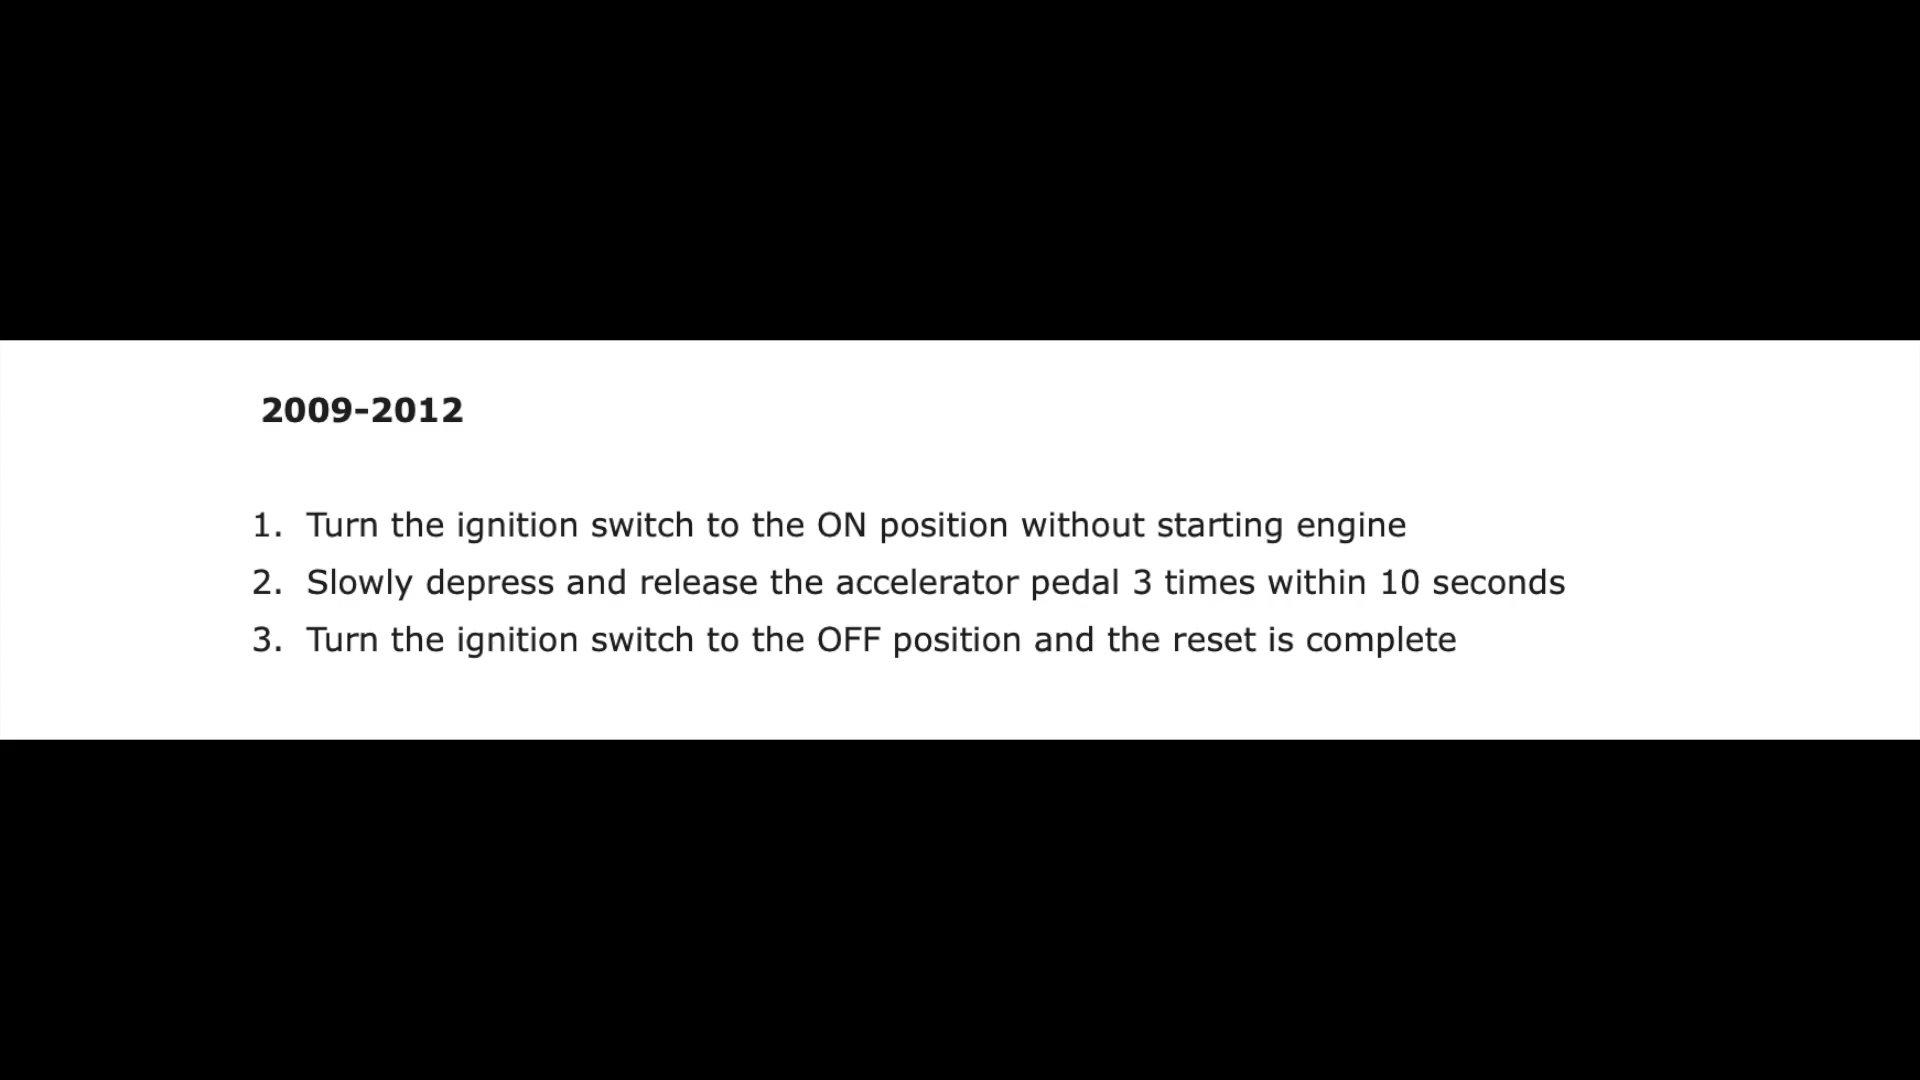 2009-2012
1. Turn the ignition switch to the ON position without starting engine
2. Slowly depress and release the accelerator pedal 3 times within 10 seconds
3. Turn the ignition switch to the OFF position and the reset is complete